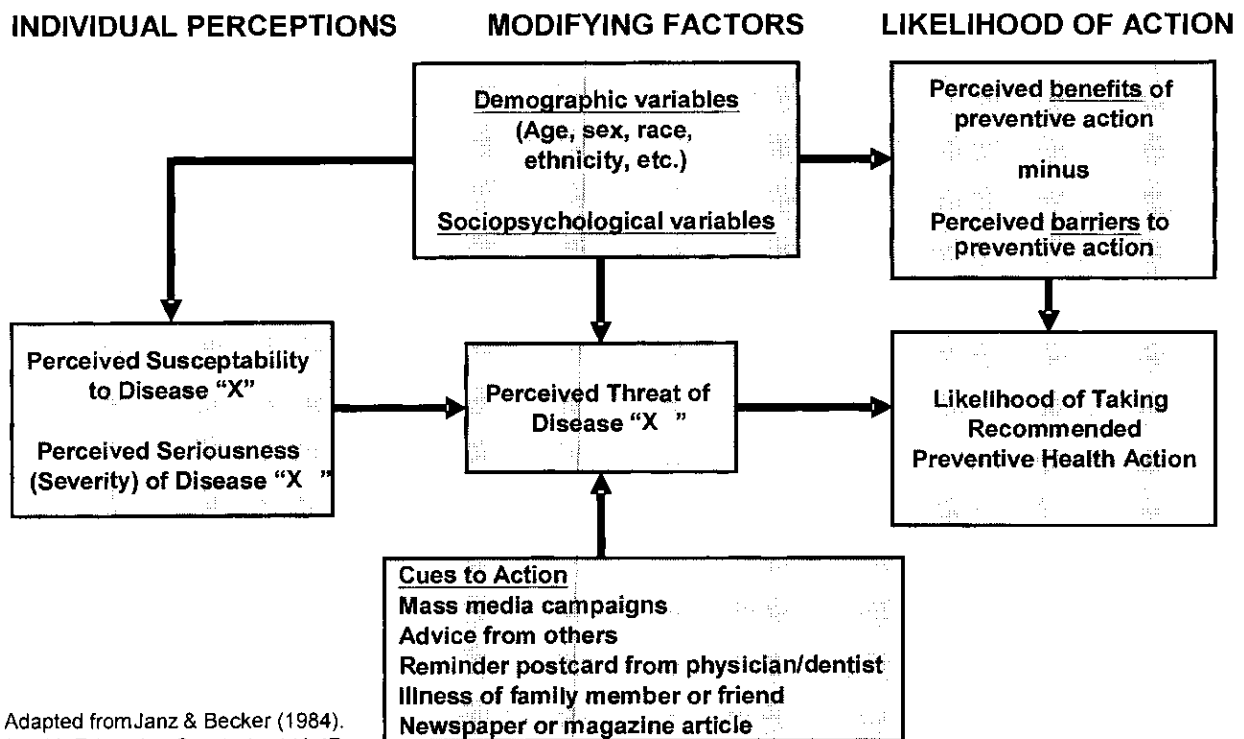 INDIVIDUAL PERCEPTIONS
MODIFYING FACTORS
LIKELIHOOD OF ACTION
Demographic variables
(Age, sex, race,
ethnicity, etc.)
Sociopsychological variables
Perceived benefits of
preventive action
minus
Perceived barriers to
preventive action
Perceived Susceptability
to Disease “X”
Perceived Seriousness
(Severity) of Disease “X ”
Perceived Threat of
Disease “X ”
Likelihood of Taking
Recommended
Preventive Health Action
Cues to Action
Mass media campaigns
Advice from others
Reminder postcard from physician/dentist
Illness of family member or friend
Newspaper or magazine article
Adapted fromJanz & Becker (1984).